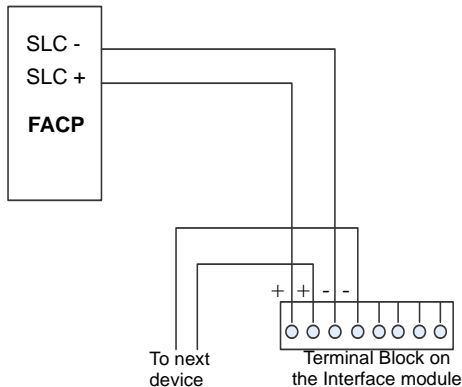 SLC -
SLC +
FACP
+ + - -
To next
device
Terminal Block on
the Interface module